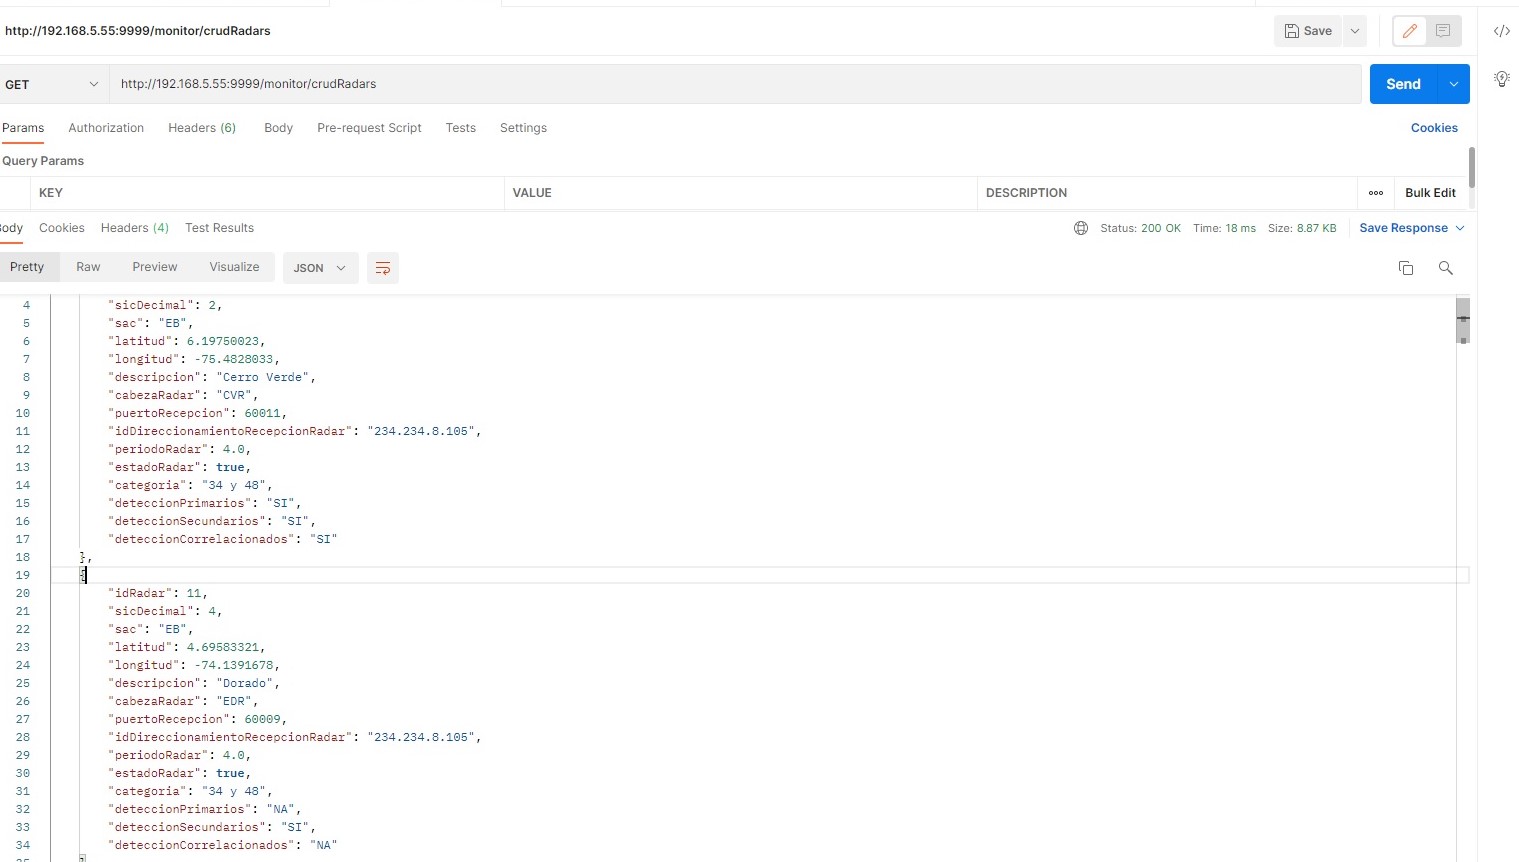 http://192.168.5.55:9999/monitor/crudRadars
Save
GET
http://192.168.5.55:9999/monitor/crudRadars
Send
Params Authorization Headers (6) Body Pre-request Script Tests Settings Cookies
Query Params
KEY VALUE DESCRIPTION Bulk Edit
ody Cookies Headers (4) Test Results Status: 200 OK Time: 18 ms Size: 8.87 KB Save Response
Pretty Raw Preview Visualize JSON
4 "sicDecimal": 2,
5 "sac": "EB",
6 "latitud": 6.19750023,
7 "longitud": -75.4828033,
8 "descripcion": "Cerro Verde",
9 "cabezaRadar": "CVR",
10 "puertoRecepcion": 60011,
11 "idDireccionamientoRecepcionRadar": "234.234.8.105",
12 "periodoRadar": 4.0,
13 "estadoRadar": true,
14 "categoria": "34 y 48",
15 "deteccionPrimarios": "SI",
16 "deteccionSecundarios": "SI",
17 "deteccionCorrelacionados": "SI"
18 },
19 {
20 "idRadar": 11,
21 "sicDecimal": 4,
22 "sac": "EB",
23 "latitud": 4.69583321,
24 "longitud": -74.1391678,
25 "descripcion": "Dorado",
26 "cabezaRadar": "EDR",
27 "puertoRecepcion": 60009,
28 "idDireccionamientoRecepcionRadar": "234.234.8.105",
29 "periodoRadar": 4.0,
30 "estadoRadar": true,
31 "categoria": "34 y 48",
32 "deteccionPrimarios": "NA",
33 "deteccionSecundarios": "SI",
34 "deteccionCorrelacionados": "NA"